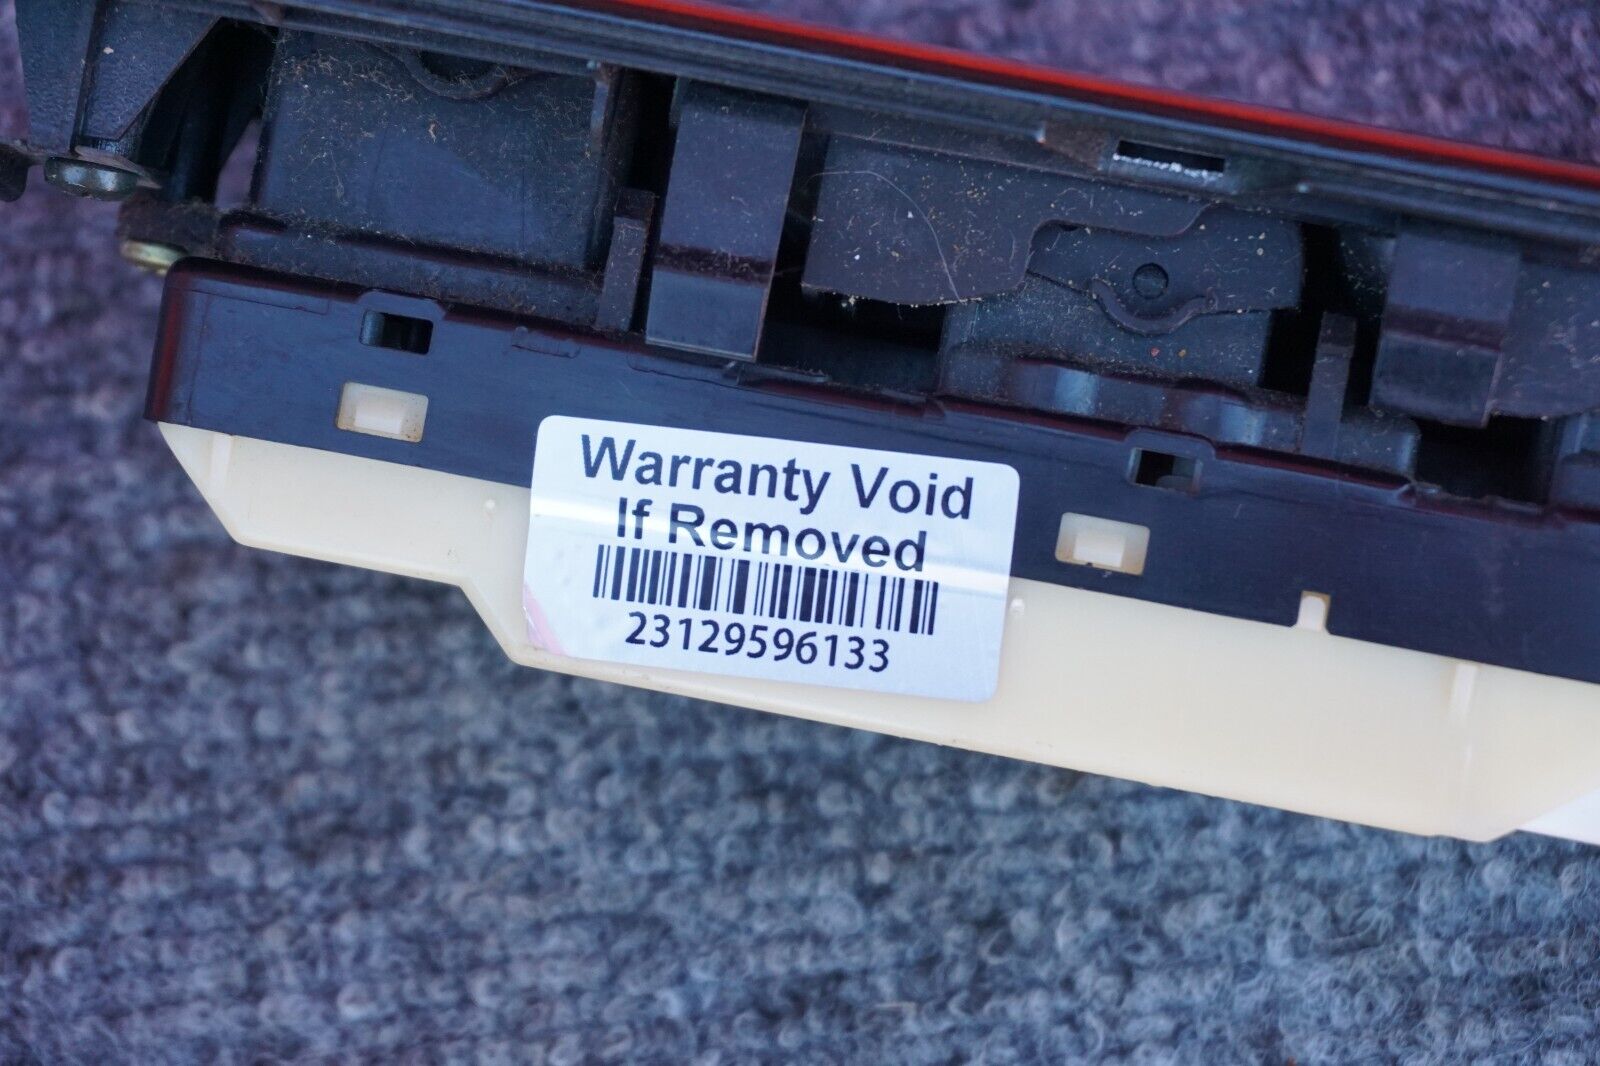 Warranty Void
If Removed
23129596133